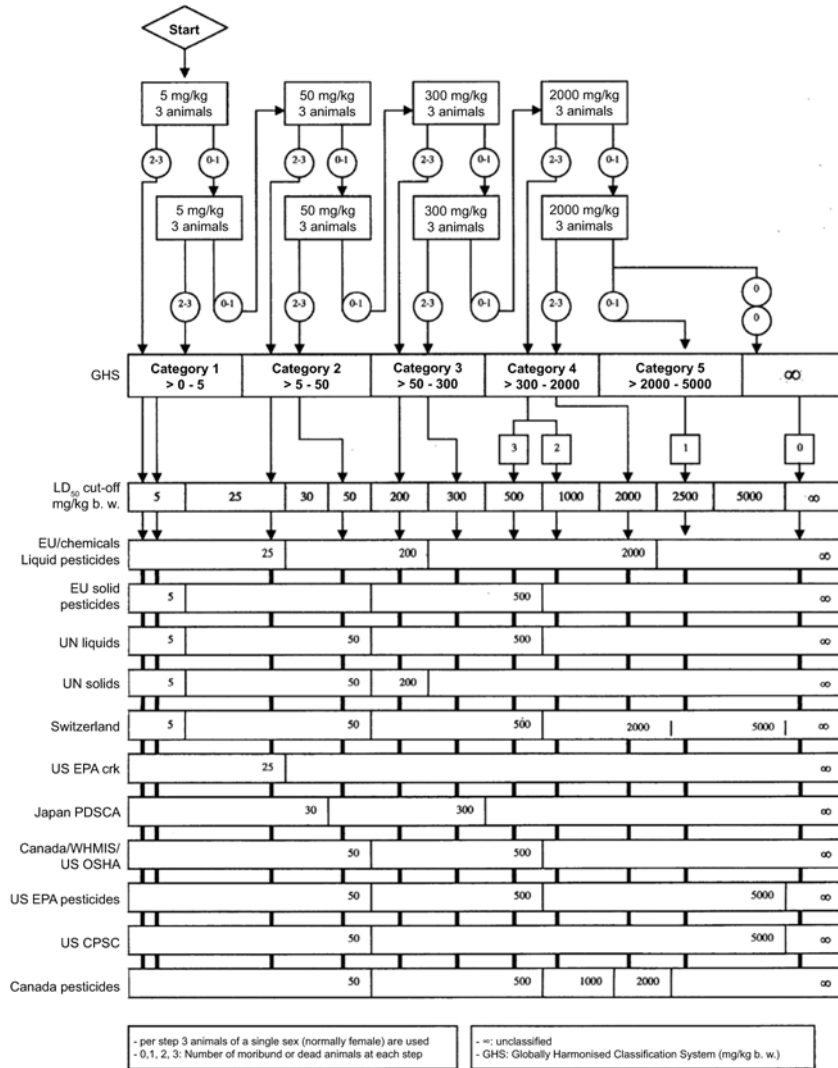 Start
5 mg/kg
3 animals
50 mg/kg
3 animals
300 mg/kg
3 animals
2000 mg/kg
3 animals
2-3
0-1
2-3
0-1
2-3
0-1
2-3
0-1
5 mg/kg
3 animals
50 mg/kg
3 animals
300 mg/kg
3 animals
2000 mg/kg
3 animals
2-3
0-1
2-3
0-1
2-3
0-1
2-3
0-1
0
0
GHS
Category 1
> 0 - 5
Category 2
> 5 - 50
Category 3
> 50 - 300
Category 4
> 300 - 2000
Category 5
> 2000 - 5000
∞
3
2
1
0
LD50 cut-off
mg/kg b. w.
5 25 30 50 200 300 500 1000 2000 2500 5000 ∞
EU/chemicals
Liquid pesticides
25 200 2000 ∞
EU solid
pesticides
5 500 ∞
UN liquids
5 50 500 ∞
UN solids
5 50 200 ∞
Switzerland
5 50 500 2000 5000 ∞
US EPA crk
25 ∞
Japan PDSCA
30 300 ∞
Canada/WHMIS/
US OSHA
50 500 ∞
US EPA pesticides
50 500 5000 ∞
US CPSC
50 5000 ∞
Canada pesticides
50 500 1000 2000 ∞
- per step 3 animals of a single sex (normally female) are used
- 0,1, 2, 3: Number of moribund or dead animals at each step
- ∞: unclassified
- GHS: Globally Harmonised Classification System (mg/kg b. w.)